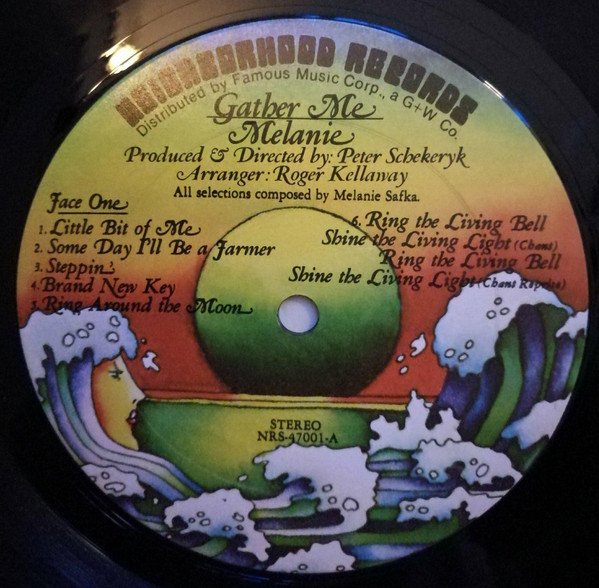 NEIGHBORHOOD RECORDS
Distributed by Famous Music Corp., a G+W Co.
Gather Me
Melanie
Produced & Directed by: Peter Schekeryk
Arranger: Roger Kellaway
All selections composed by Melanie Safka.
Face One
1. Little Bit of Me
2. Some Day I'll Be a Farmer
3. Steppin'
4. Brand New Key
5. Ring Around the Moon
6. Ring the Living Bell
Shine the Living Light (Chant)
Ring the Living Bell
Shine the Living Light (Chant Reprise)
STEREO
NRS-47001-A